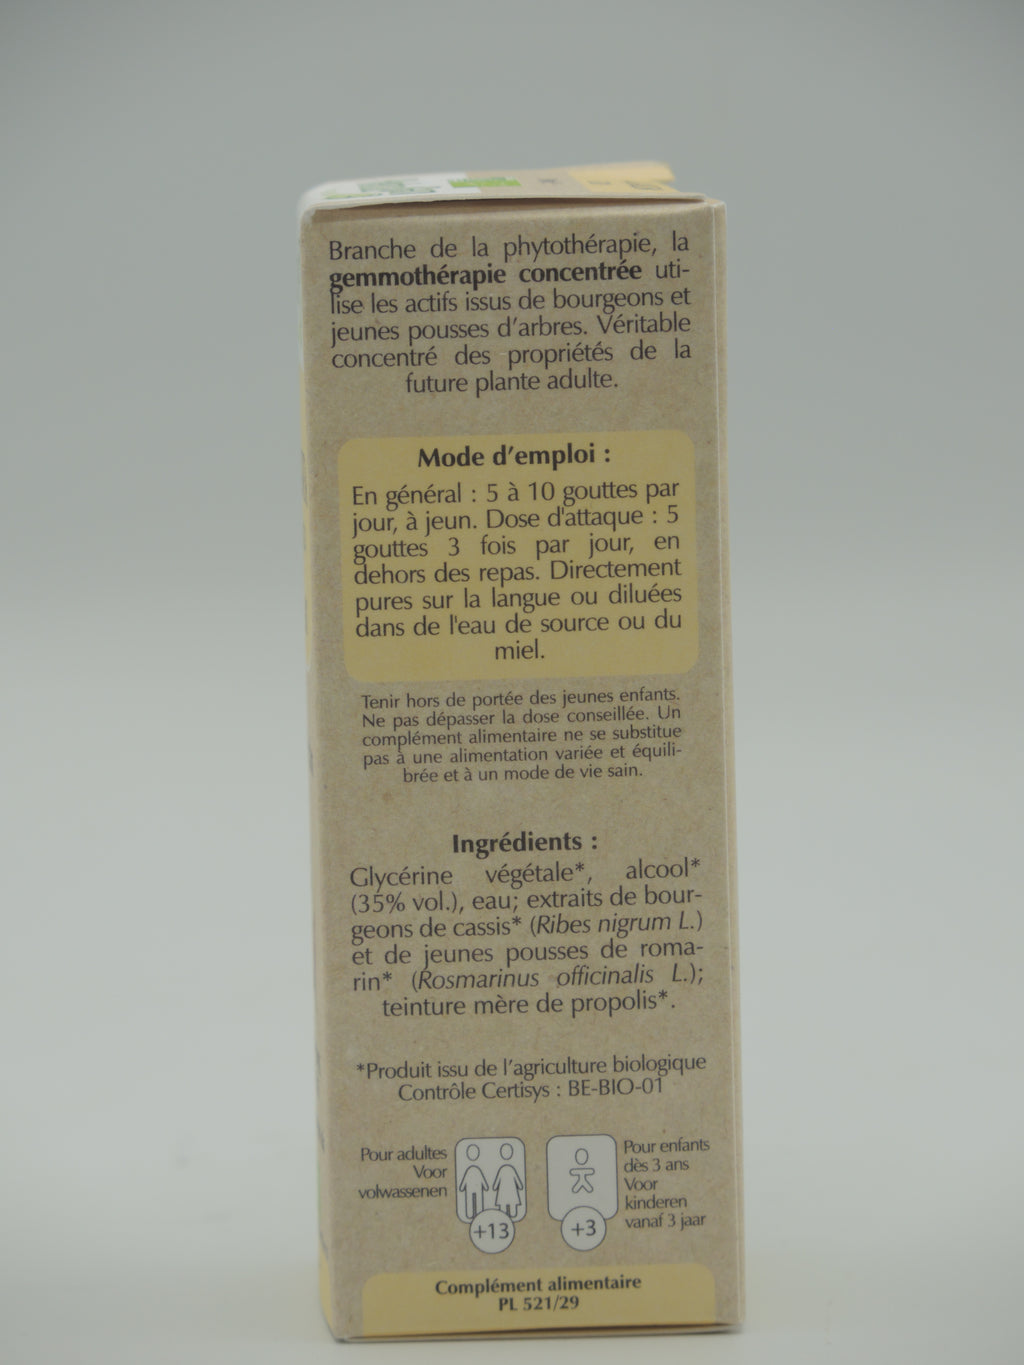 Branche de la phytothérapie, la
gemmothérapie concentrée uti-
lise les actifs issus de bourgeons et
jeunes pousses d'arbres. Véritable
concentré des propriétés de la
future plante adulte.
Mode d'emploi :
En général : 5 à 10 gouttes par
jour, à jeun. Dose d'attaque : 5
gouttes 3 fois par jour, en
dehors des repas. Directement
pures sur la langue ou diluées
dans de l'eau de source ou du
miel.
Tenir hors de portée des jeunes enfants.
Ne pas dépasser la dose conseillée. Un
complément alimentaire ne se substitue
pas à une alimentation variée et équili-
brée et à un mode de vie sain.
Ingrédients :
Glycérine végétale*, alcool*
(35% vol.), eau; extraits de bour-
geons de cassis* (Ribes nigrum L.)
et de jeunes pousses de roma-
rin* (Rosmarinus officinalis L.);
teinture mère de propolis*.
*Produit issu de l'agriculture biologique
Contrôle Certisys : BE-BIO-01
Pour adultes
Voor
volwassenen
+13
Pour enfants
dès 3 ans
Voor
kinderen
vanaf 3 jaar
+3
Complément alimentaire
PL 521/29